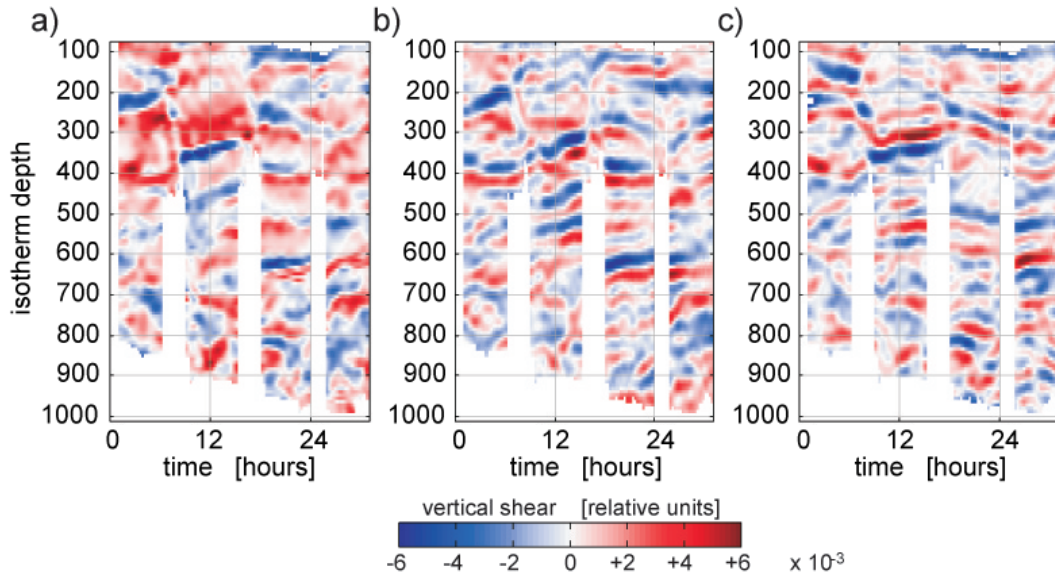 a)
b)
c)
isotherm depth
100
200
300
400
500
600
700
800
900
1000
100
200
300
400
500
600
700
800
900
1000
100
200
300
400
500
600
700
800
900
1000
0 12 24
0 12 24
0 12 24
time [hours]
time [hours]
time [hours]
vertical shear [relative units]
-6 -4 -2 0 +2 +4 +6 x 10-3